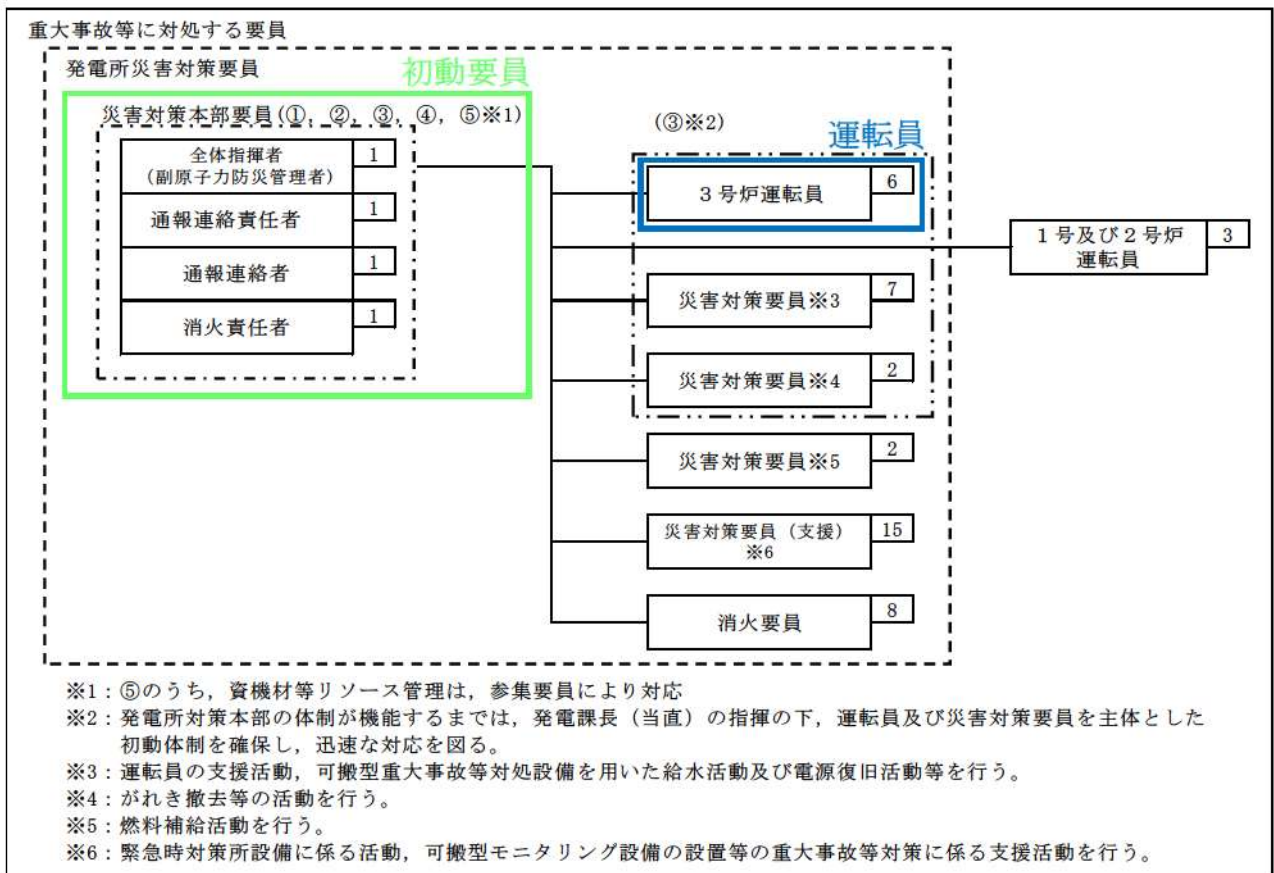 重大事故等に対処する要員
発電所災害対策要員
初動要員
災害対策本部要員(①,②,③,④,⑤※1)
全体指揮者
(副原子力防災管理者)
1
通報連絡責任者
1
通報連絡者
1
消火責任者
1
(③※2)
運転員
3号炉運転員
6
1号及び2号炉
運転員
3
災害対策要員※3
7
災害対策要員※4
2
災害対策要員※5
2
災害対策要員(支援)
※6
15
消火要員
8
※1:⑤のうち,資機材等リソース管理は,参集要員により対応
※2:発電所対策本部の体制が機能するまでは,発電課長(当直)の指揮の下,運転員及び災害対策要員を主体とした
初動体制を確保し,迅速な対応を図る。
※3:運転員の支援活動,可搬型重大事故等対処設備を用いた給水活動及び電源復旧活動等を行う。
※4:がれき撤去等の活動を行う。
※5:燃料補給活動を行う。
※6:緊急時対策所設備に係る活動,可搬型モニタリング設備の設置等の重大事故等対策に係る支援活動を行う。